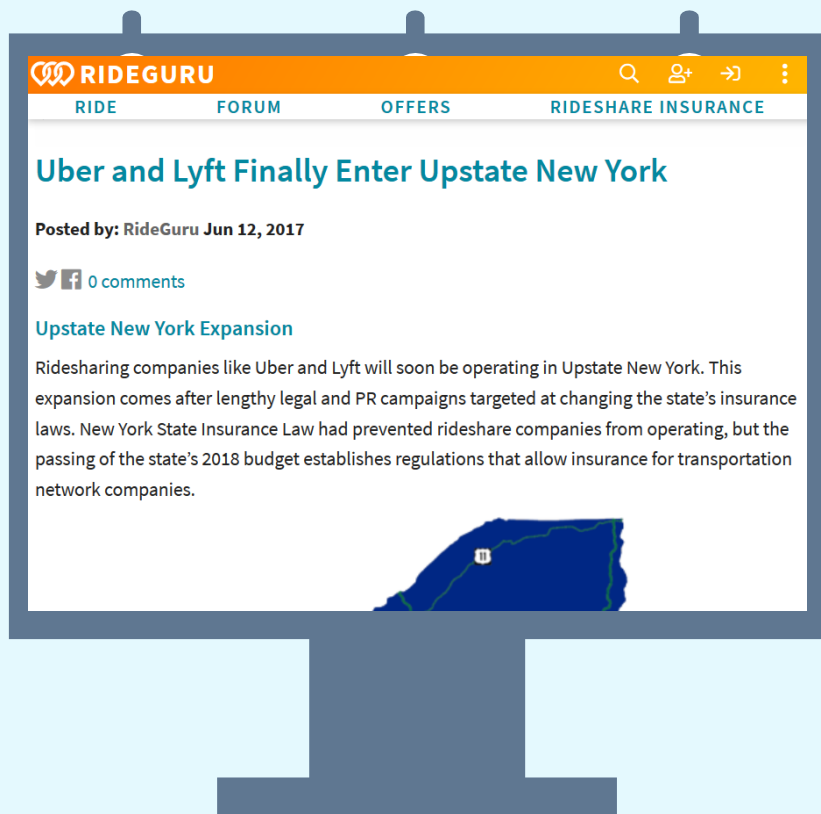 RIDEGURU
RIDE FORUM OFFERS RIDESHARE INSURANCE
Uber and Lyft Finally Enter Upstate New York
Posted by: RideGuru Jun 12, 2017
0 comments
Upstate New York Expansion
Ridesharing companies like Uber and Lyft will soon be operating in Upstate New York. This
expansion comes after lengthy legal and PR campaigns targeted at changing the state’s insurance
laws. New York State Insurance Law had prevented rideshare companies from operating, but the
passing of the state’s 2018 budget establishes regulations that allow insurance for transportation
network companies.
11